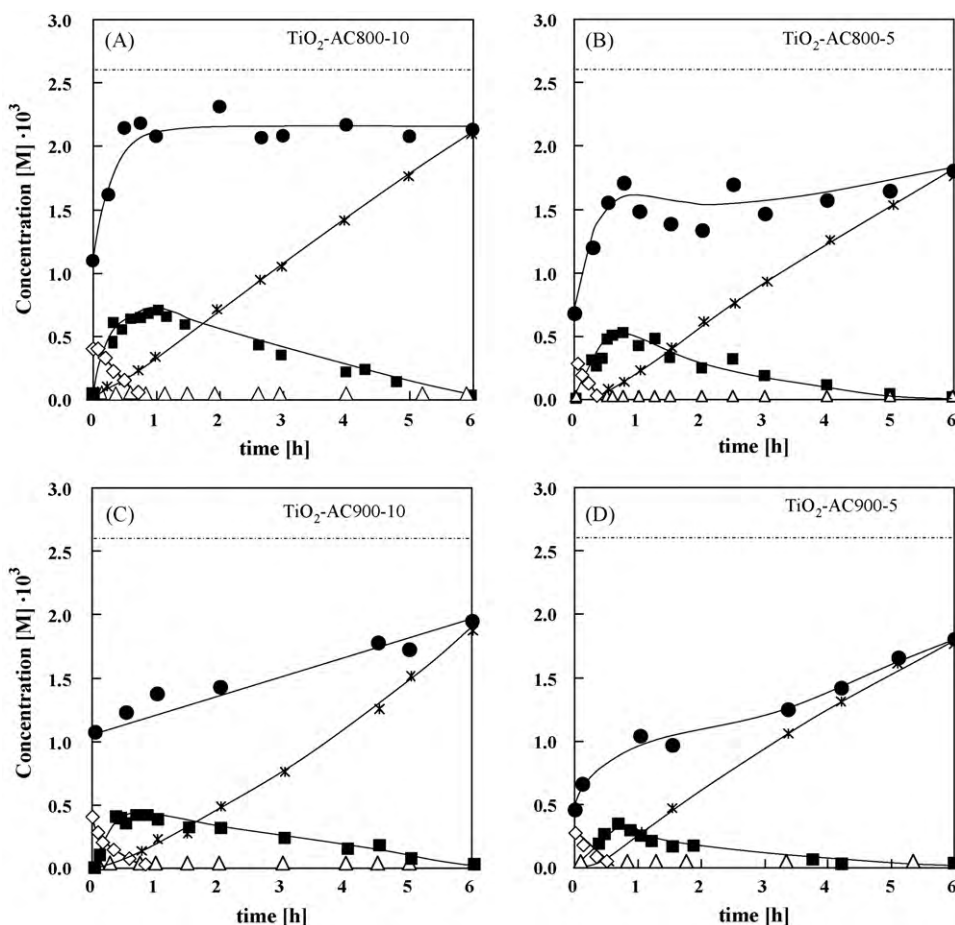 (A) TiO₂-AC800-10
3.0
2.5
2.0
1.5
1.0
0.5
0.0
Concentration [M] ·10³
0 1 2 3 4 5 6
time [h]
(B) TiO₂-AC800-5
3.0
2.5
2.0
1.5
1.0
0.5
0.0
0 1 2 3 4 5 6
time [h]
(C) TiO₂-AC900-10
3.0
2.5
2.0
1.5
1.0
0.5
0.0
Concentration [M] ·10³
0 1 2 3 4 5 6
time [h]
(D) TiO₂-AC900-5
3.0
2.5
2.0
1.5
1.0
0.5
0.0
0 1 2 3 4 5 6
time [h]